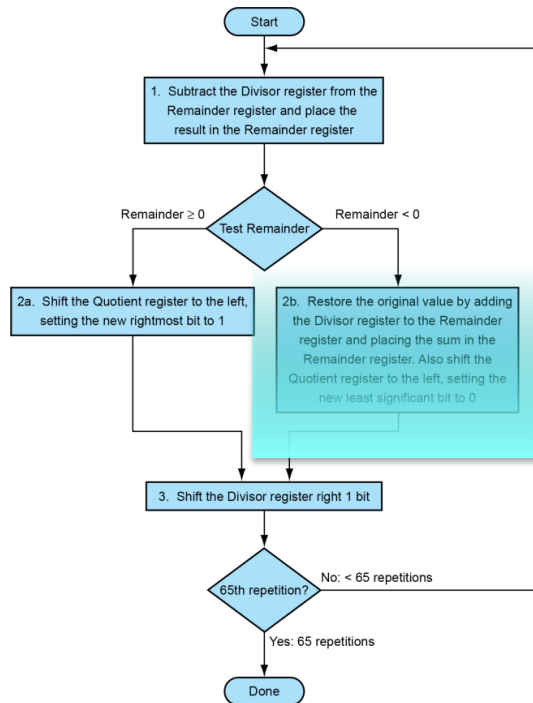 Start
1. Subtract the Divisor register from the
Remainder register and place the
result in the Remainder register
Remainder ≥ 0
Remainder < 0
Test Remainder
2a. Shift the Quotient register to the left,
setting the new rightmost bit to 1
2b. Restore the original value by adding
the Divisor register to the Remainder
register and placing the sum in the
Remainder register. Also shift the
Quotient register to the left, setting the
new least significant bit to 0
3. Shift the Divisor register right 1 bit
65th repetition?
No: < 65 repetitions
Yes: 65 repetitions
Done